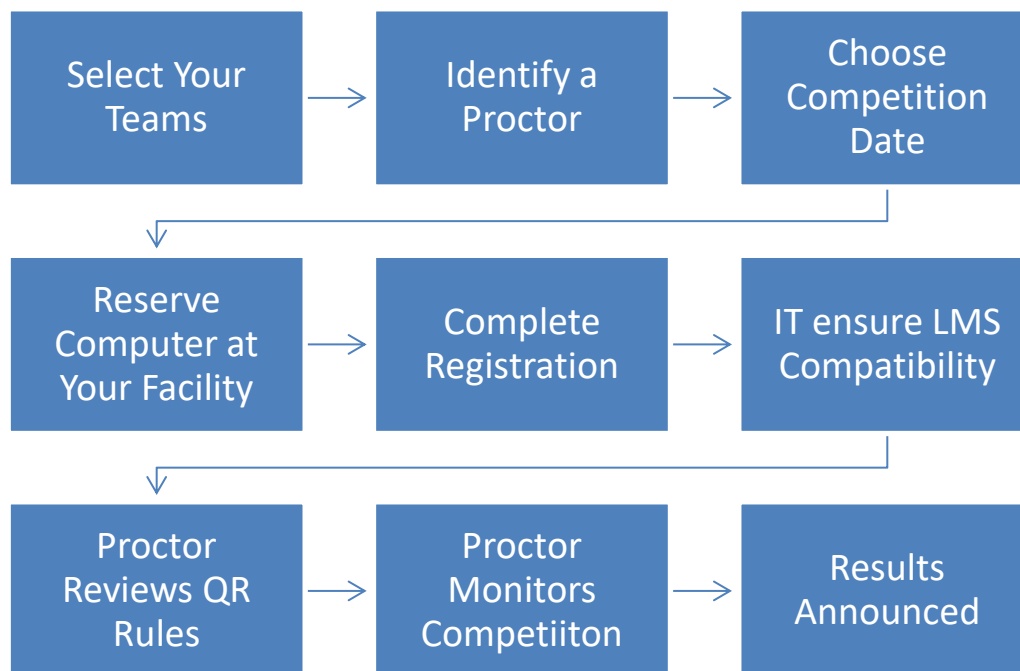 Select Your
Teams
Identify a
Proctor
Choose
Competition
Date
Reserve
Computer at
Your Facility
Complete
Registration
IT ensure LMS
Compatibility
Proctor
Reviews QR
Rules
Proctor
Monitors
Competiiton
Results
Announced